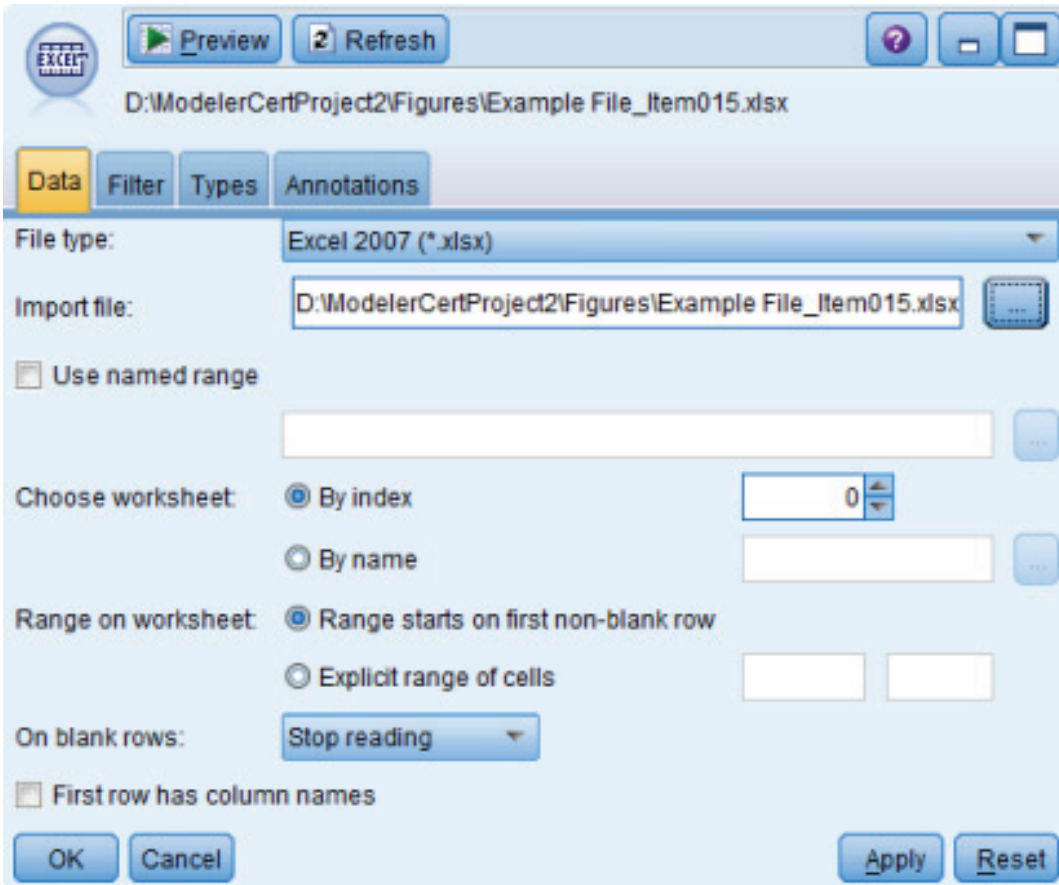 EXCEL
Preview
Refresh
?
D:\ModelerCertProject2\Figures\Example File_Item015.xlsx
Data Filter Types Annotations
File type: Excel 2007 (*.xlsx)
Import file: D:\ModelerCertProject2\Figures\Example File_Item015.xlsx ...
Use named range
...
Choose worksheet: By index 0
By name ...
Range on worksheet: Range starts on first non-blank row
Explicit range of cells
On blank rows: Stop reading
First row has column names
OK Cancel Apply Reset